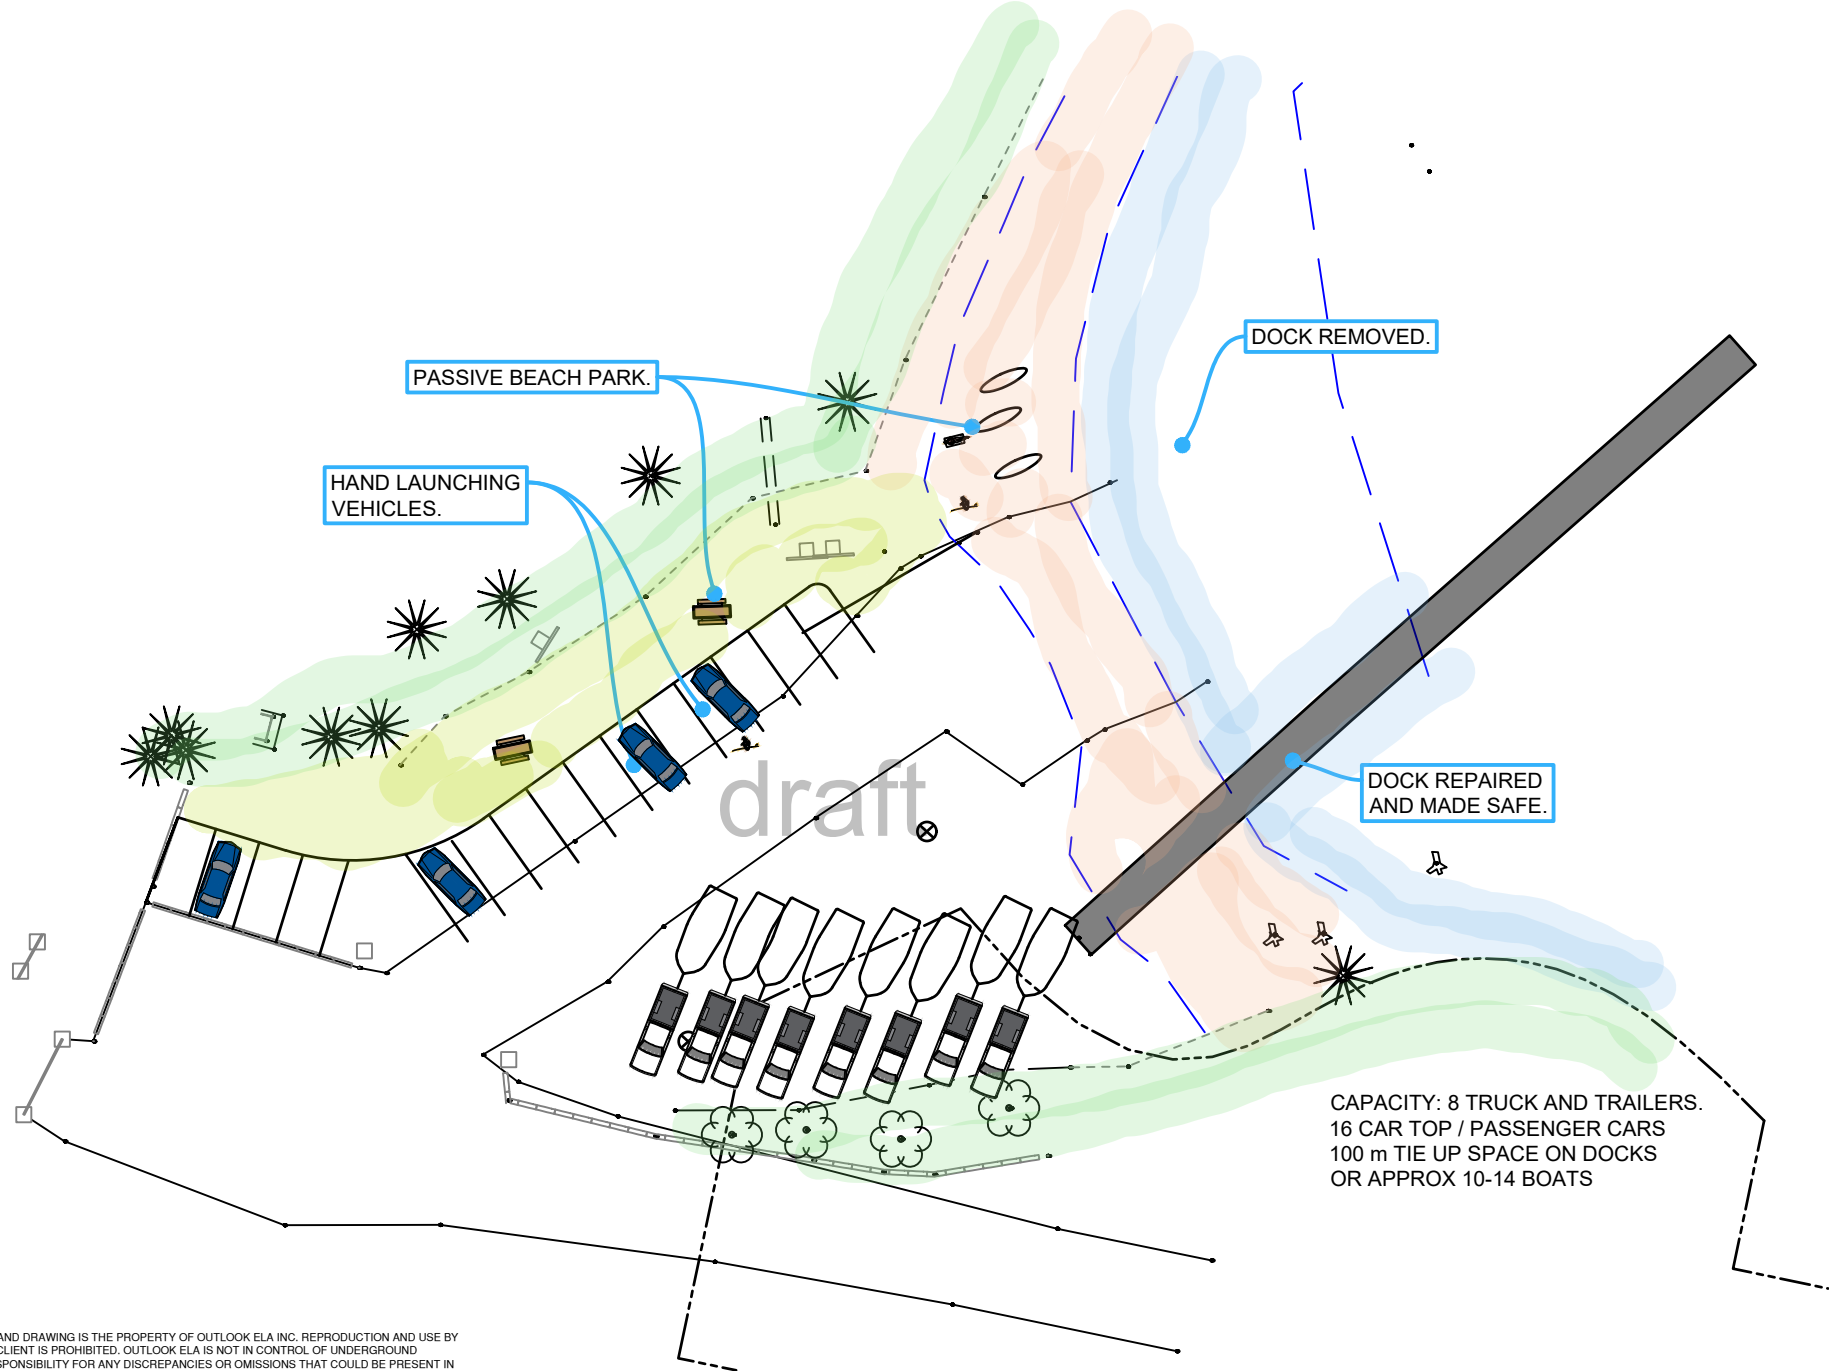 DOCK REMOVED.
PASSIVE BEACH PARK.
HAND LAUNCHING
VEHICLES.
draft
DOCK REPAIRED
AND MADE SAFE.
CAPACITY: 8 TRUCK AND TRAILERS.
16 CAR TOP / PASSENGER CARS
100 m TIE UP SPACE ON DOCKS
OR APPROX 10-14 BOATS
AND DRAWING IS THE PROPERTY OF OUTLOOK ELA INC. REPRODUCTION AND USE BY
CLIENT IS PROHIBITED. OUTLOOK ELA IS NOT IN CONTROL OF UNDERGROUND
SPONSIBILITY FOR ANY DISCREPANCIES OR OMISSIONS THAT COULD BE PRESENT IN